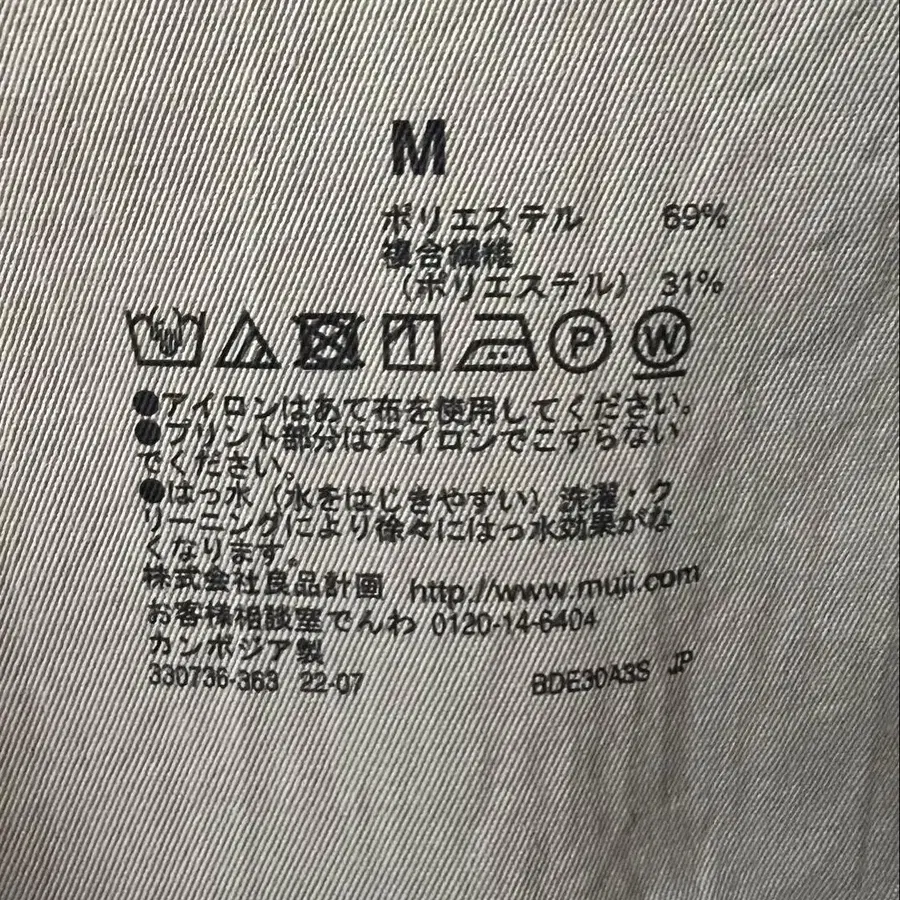 M
ポリエステル 69%
複合繊維
(ポリエステル) 31%
P W
●アイロンはあて布を使用してください。
●プリント部分はアイロンでこすらない
でください。
●はっ水（水をはじきやすい）、洗濯・ク
リーニングにより徐々にはっ水効果がな
くなります。
株式会社良品計画 http://www.muji.com
お客様相談室でんわ 0120-14-6404
カンボジア製
330736-363 22-07 BDE30A3S JP